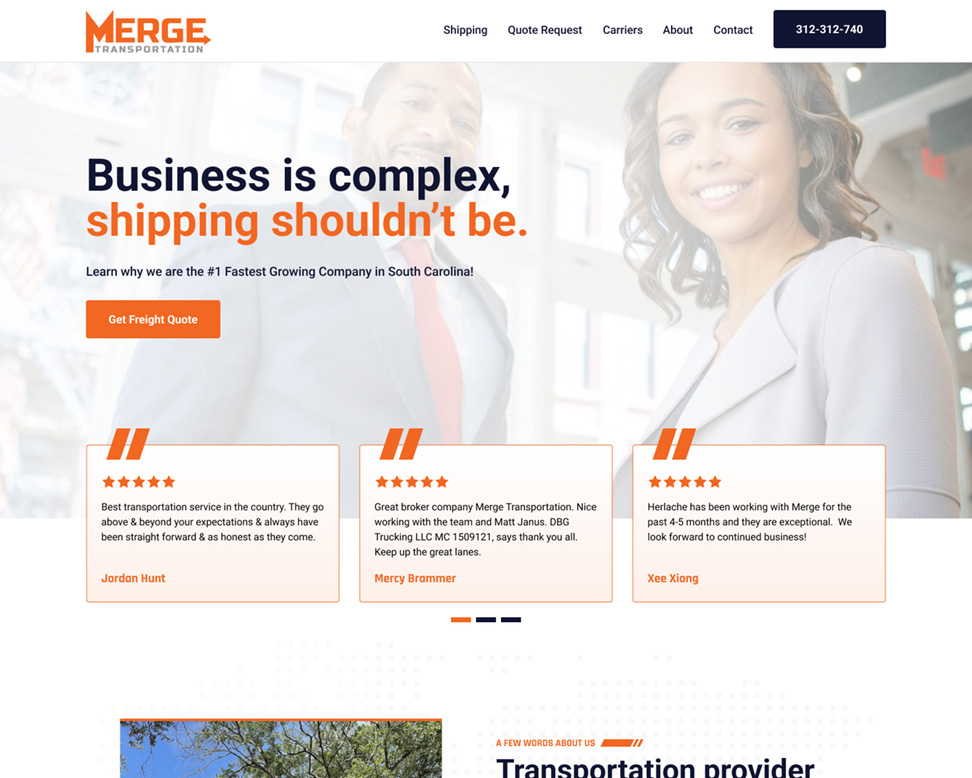 MERGE
TRANSPORTATION
Shipping
Quote Request
Carriers
About
Contact
312-312-740
Business is complex,
shipping shouldn't be.
Learn why we are the #1 Fastest Growing Company in South Carolina!
Get Freight Quote
Best transportation service in the country. They go
above & beyond your expectations & always have
been straight forward & as honest as they come.
Jordan Hunt
Great broker company Merge Transportation. Nice
working with the team and Matt Janus. DBG
Trucking LLC MC 1509121, says thank you all.
Keep up the great lanes.
Mercy Brammer
Herlache has been working with Merge for the
past 4-5 months and they are exceptional. We
look forward to continued business!
Xee Xiong
A FEW WORDS ABOUT US
Transportation provider